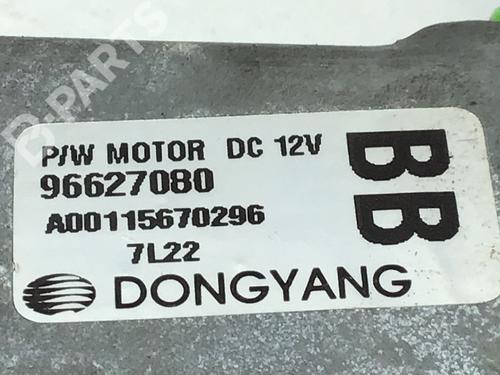 B-PARTS
P/W MOTOR DC 12V
96627080
A00115670296
7L22
DONGYANG
BB